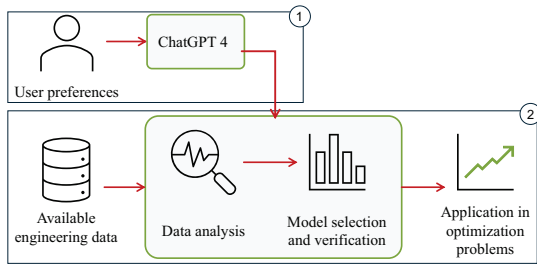 1
ChatGPT 4
User preferences
2
Available
engineering data
Data analysis
Model selection
and verification
Application in
optimization
problems